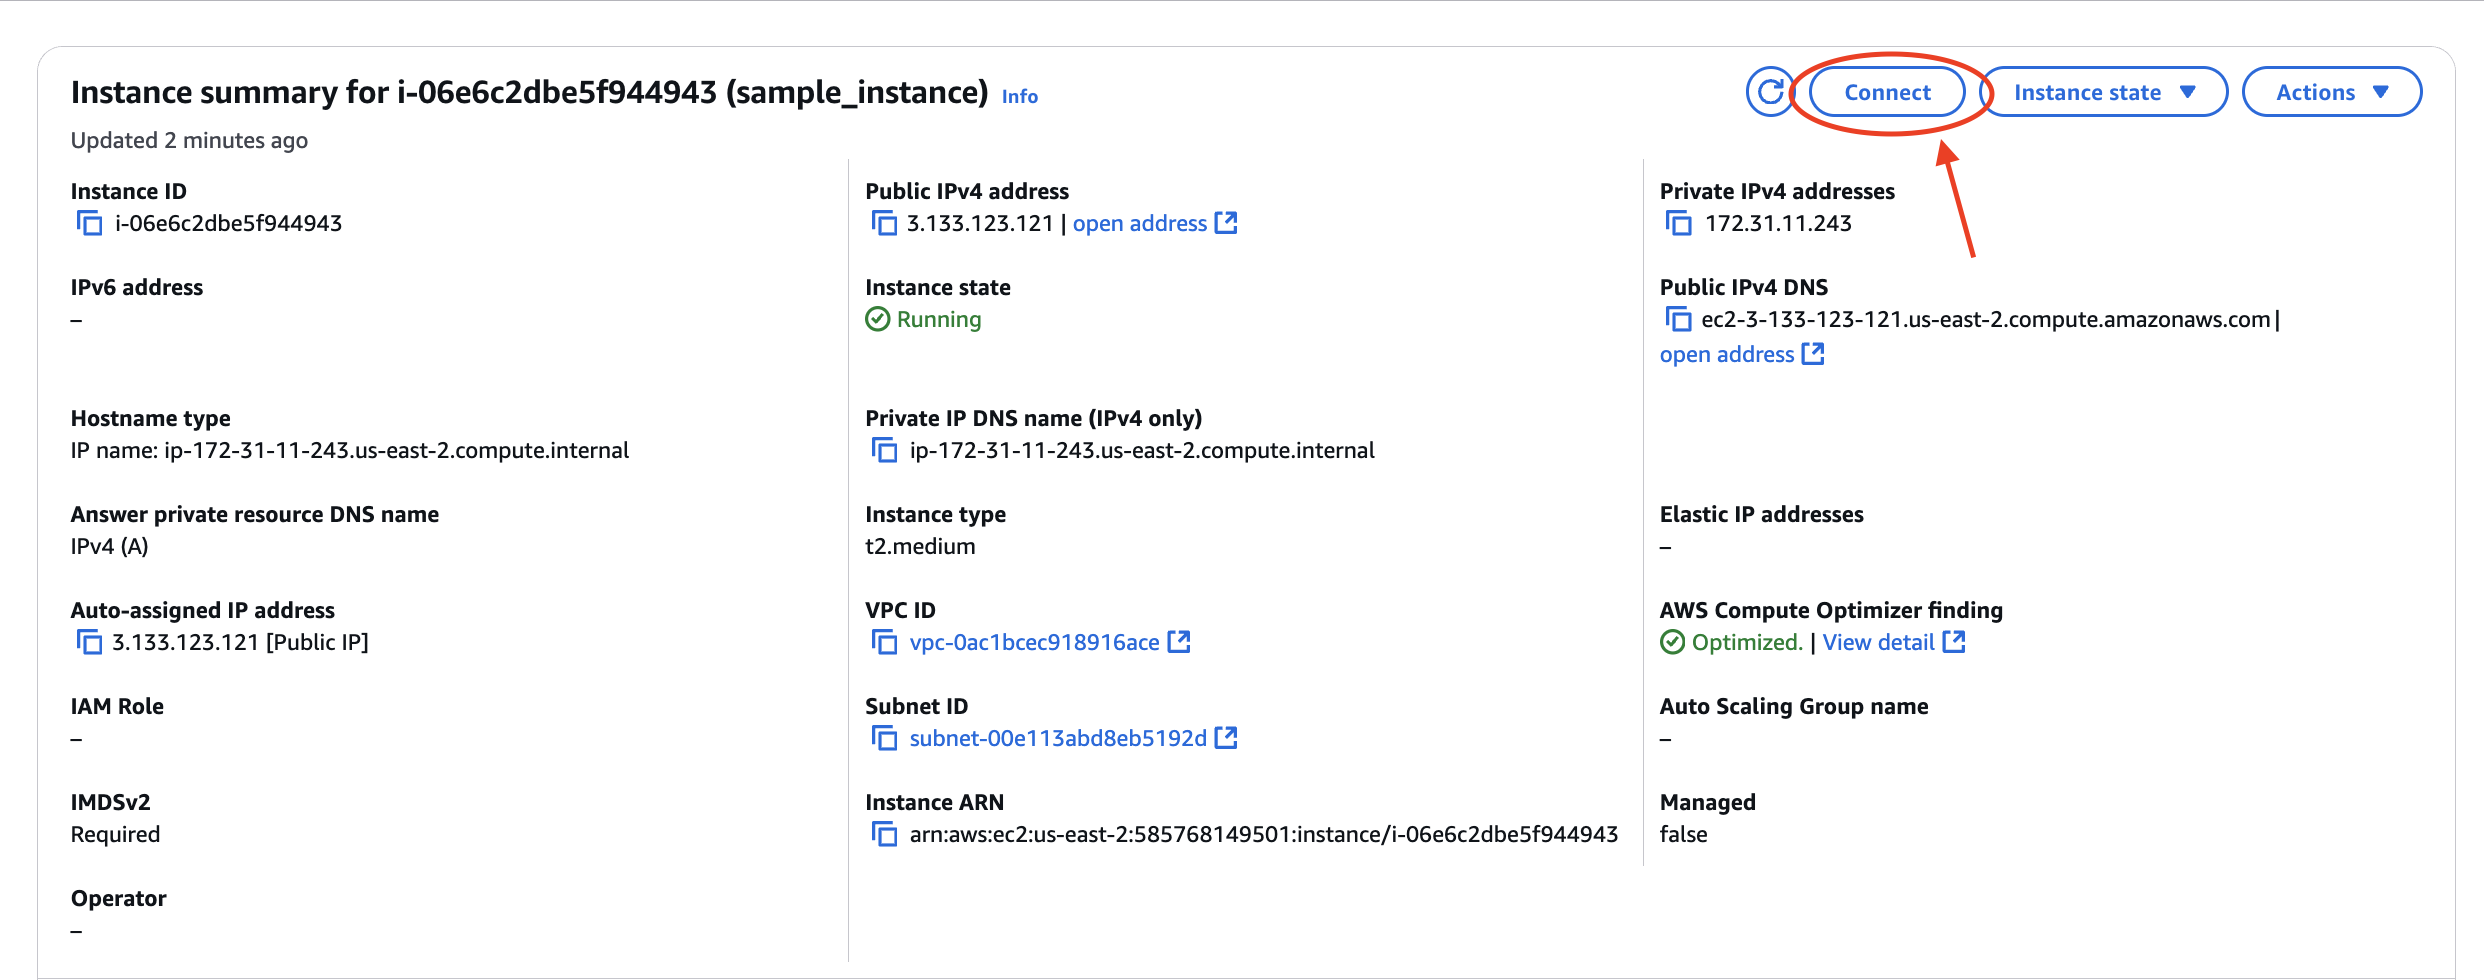 Instance summary for i-06e6c2dbe5f944943 (sample_instance) Info
Connect
Instance state
Actions
Updated 2 minutes ago
Instance ID
i-06e6c2dbe5f944943
Public IPv4 address
3.133.123.121 | open address
Private IPv4 addresses
172.31.11.243
IPv6 address
–
Instance state
Running
Public IPv4 DNS
ec2-3-133-123-121.us-east-2.compute.amazonaws.com |
open address
Hostname type
IP name: ip-172-31-11-243.us-east-2.compute.internal
Private IP DNS name (IPv4 only)
ip-172-31-11-243.us-east-2.compute.internal
Answer private resource DNS name
IPv4 (A)
Instance type
t2.medium
Elastic IP addresses
–
Auto-assigned IP address
3.133.123.121 [Public IP]
VPC ID
vpc-0ac1bcec918916ace
AWS Compute Optimizer finding
Optimized. | View detail
IAM Role
–
Subnet ID
subnet-00e113abd8eb5192d
Auto Scaling Group name
–
IMDSv2
Required
Instance ARN
arn:aws:ec2:us-east-2:585768149501:instance/i-06e6c2dbe5f944943
Managed
false
Operator
–